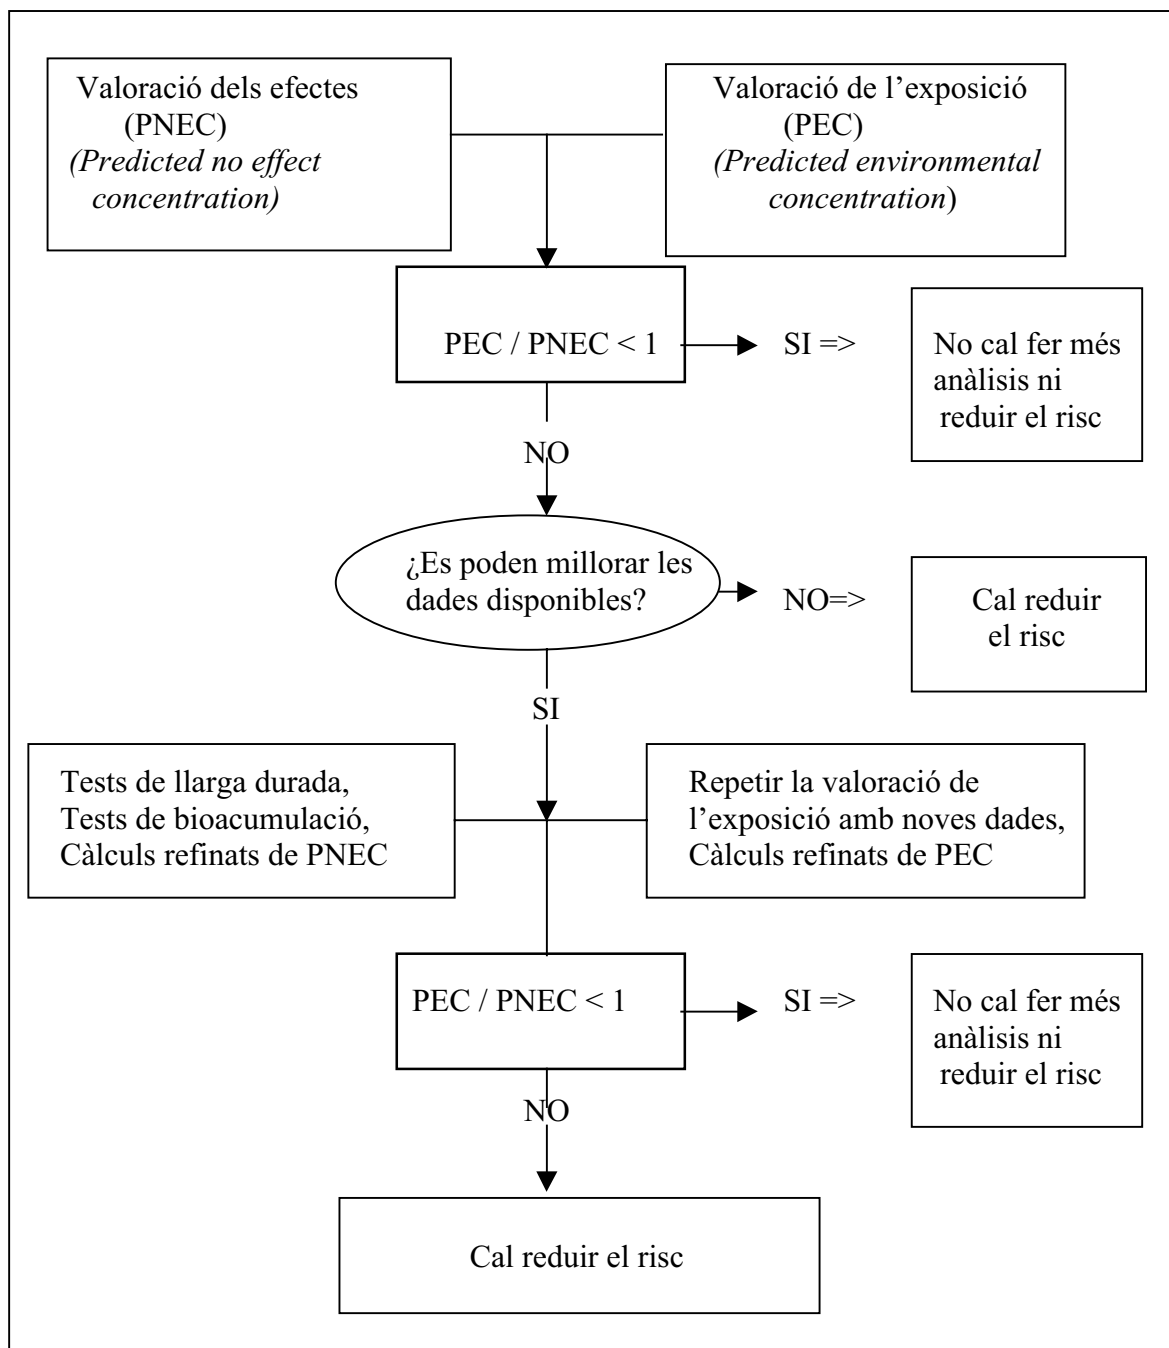 Valoració dels efectes
(PNEC)
(Predicted no effect
concentration)
Valoració de l’exposició
(PEC)
(Predicted environmental
concentration)
PEC / PNEC < 1
SI =>
No cal fer més
anàlisis ni
reduir el risc
NO
¿Es poden millorar les
dades disponibles?
NO=>
Cal reduir
el risc
SI
Tests de llarga durada,
Tests de bioacumulació,
Càlculs refinats de PNEC
Repetir la valoració de
l’exposició amb noves dades,
Càlculs refinats de PEC
PEC / PNEC < 1
SI =>
No cal fer més
anàlisis ni
reduir el risc
NO
Cal reduir el risc